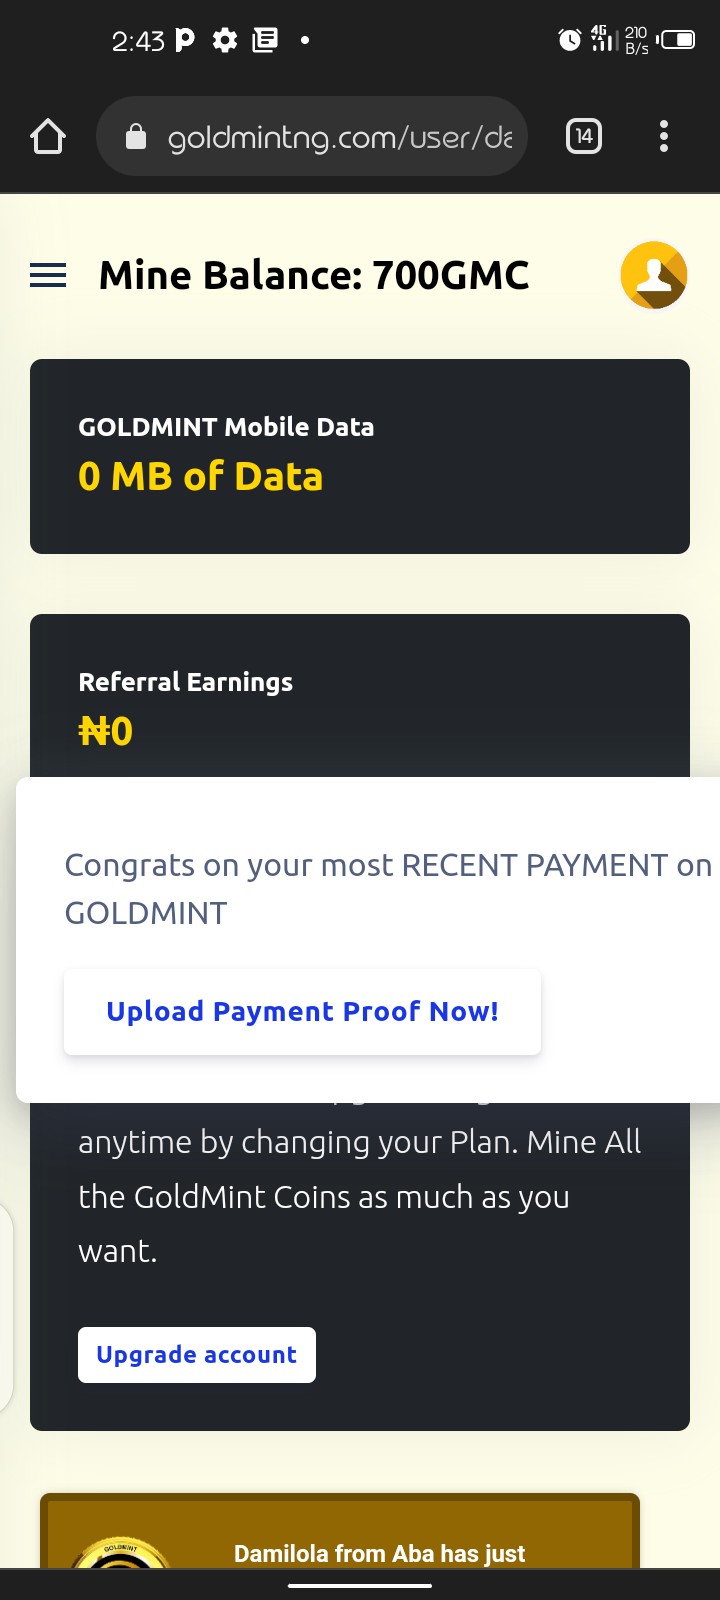 2:43
4G
210
B/s
goldmintng.com/user/da
14
Mine Balance: 700GMC
GOLDMINT Mobile Data
0 MB of Data
Referral Earnings
₦0
Congrats on your most RECENT PAYMENT on
GOLDMINT
Upload Payment Proof Now!
anytime by changing your Plan. Mine All
the GoldMint Coins as much as you
want.
Upgrade account
GOLDMINT
Damilola from Aba has just